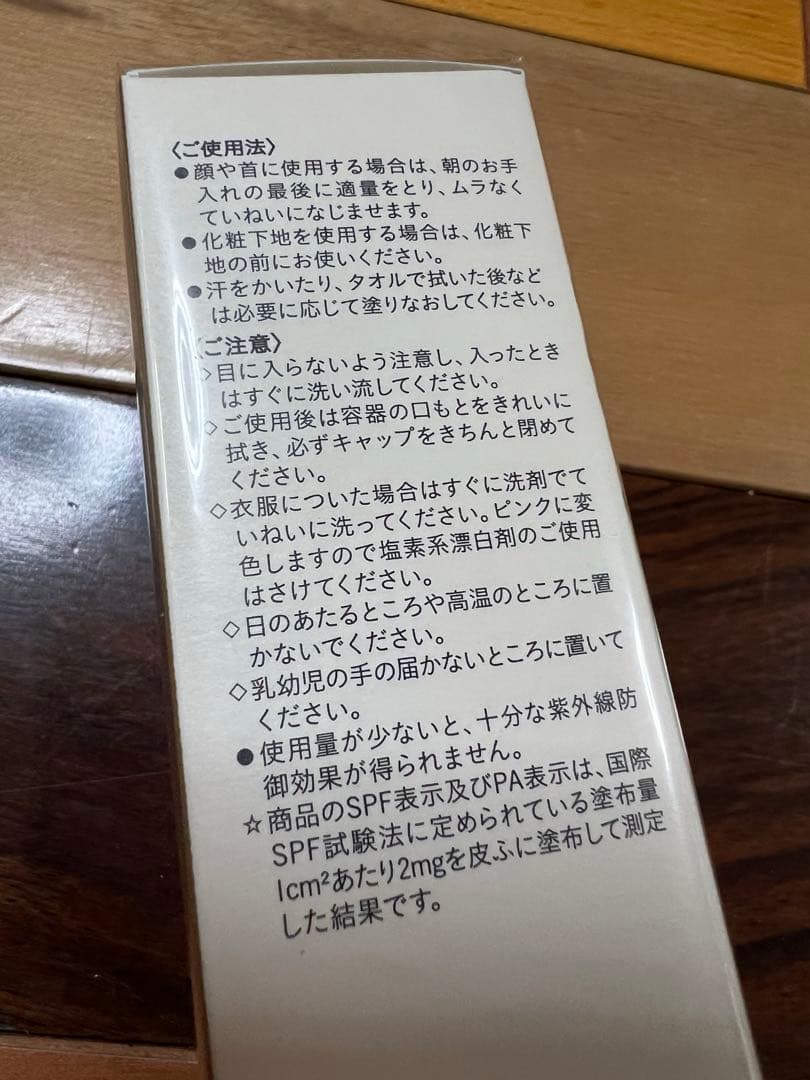 〈ご使用法〉
●顔や首に使用する場合は、朝のお手
入れの最後に適量をとり、ムラなく
ていねいになじませます。
●化粧下地を使用する場合は、化粧下
地の前にお使いください。
●汗をかいたり、タオルで拭いた後など
は必要に応じて塗りなおしてください。
〈ご注意〉
◇目に入らないよう注意し、入ったとき
はすぐに洗い流してください。
◇ご使用後は容器の口もとをきれいに
拭き、必ずキャップをきちんと閉めて
ください。
◇衣服についた場合はすぐに洗剤でて
いねいに洗ってください。ピンクに変
色しますので塩素系漂白剤のご使用
はさけてください。
◇日のあたるところや高温のところに置
かないでください。
◇乳幼児の手の届かないところに置いて
ください。
●使用量が少ないと、十分な紫外線防
御効果が得られません。
☆商品のSPF表示及びPA表示は、国際
SPF試験法に定められている塗布量
1cm²あたり2mgを皮ふに塗布して測定
した結果です。